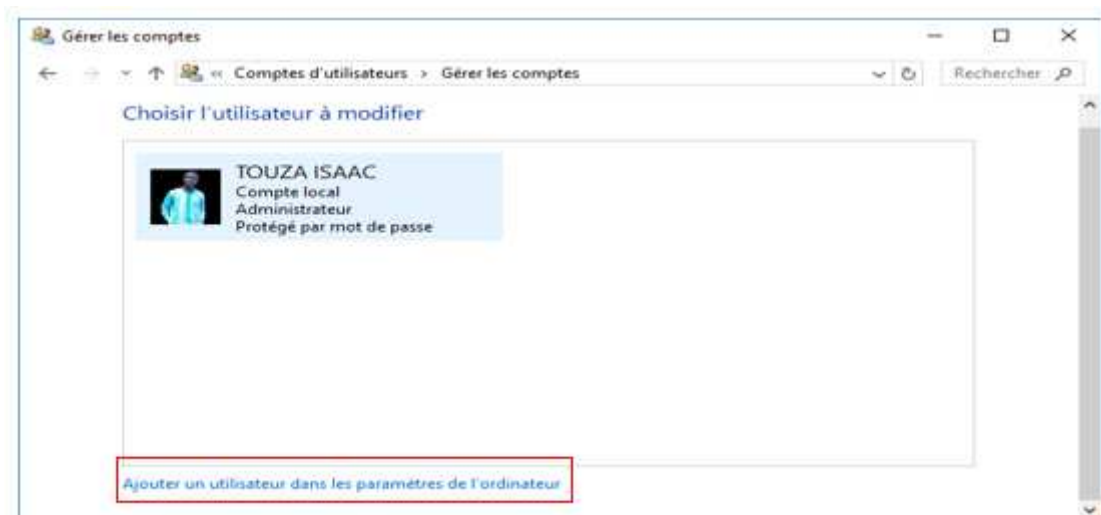 Gérer les comptes
« Comptes d'utilisateurs > Gérer les comptes
Rechercher
Choisir l'utilisateur à modifier
TOUZA ISAAC
Compte local
Administrateur
Protégé par mot de passe
Ajouter un utilisateur dans les paramètres de l'ordinateur